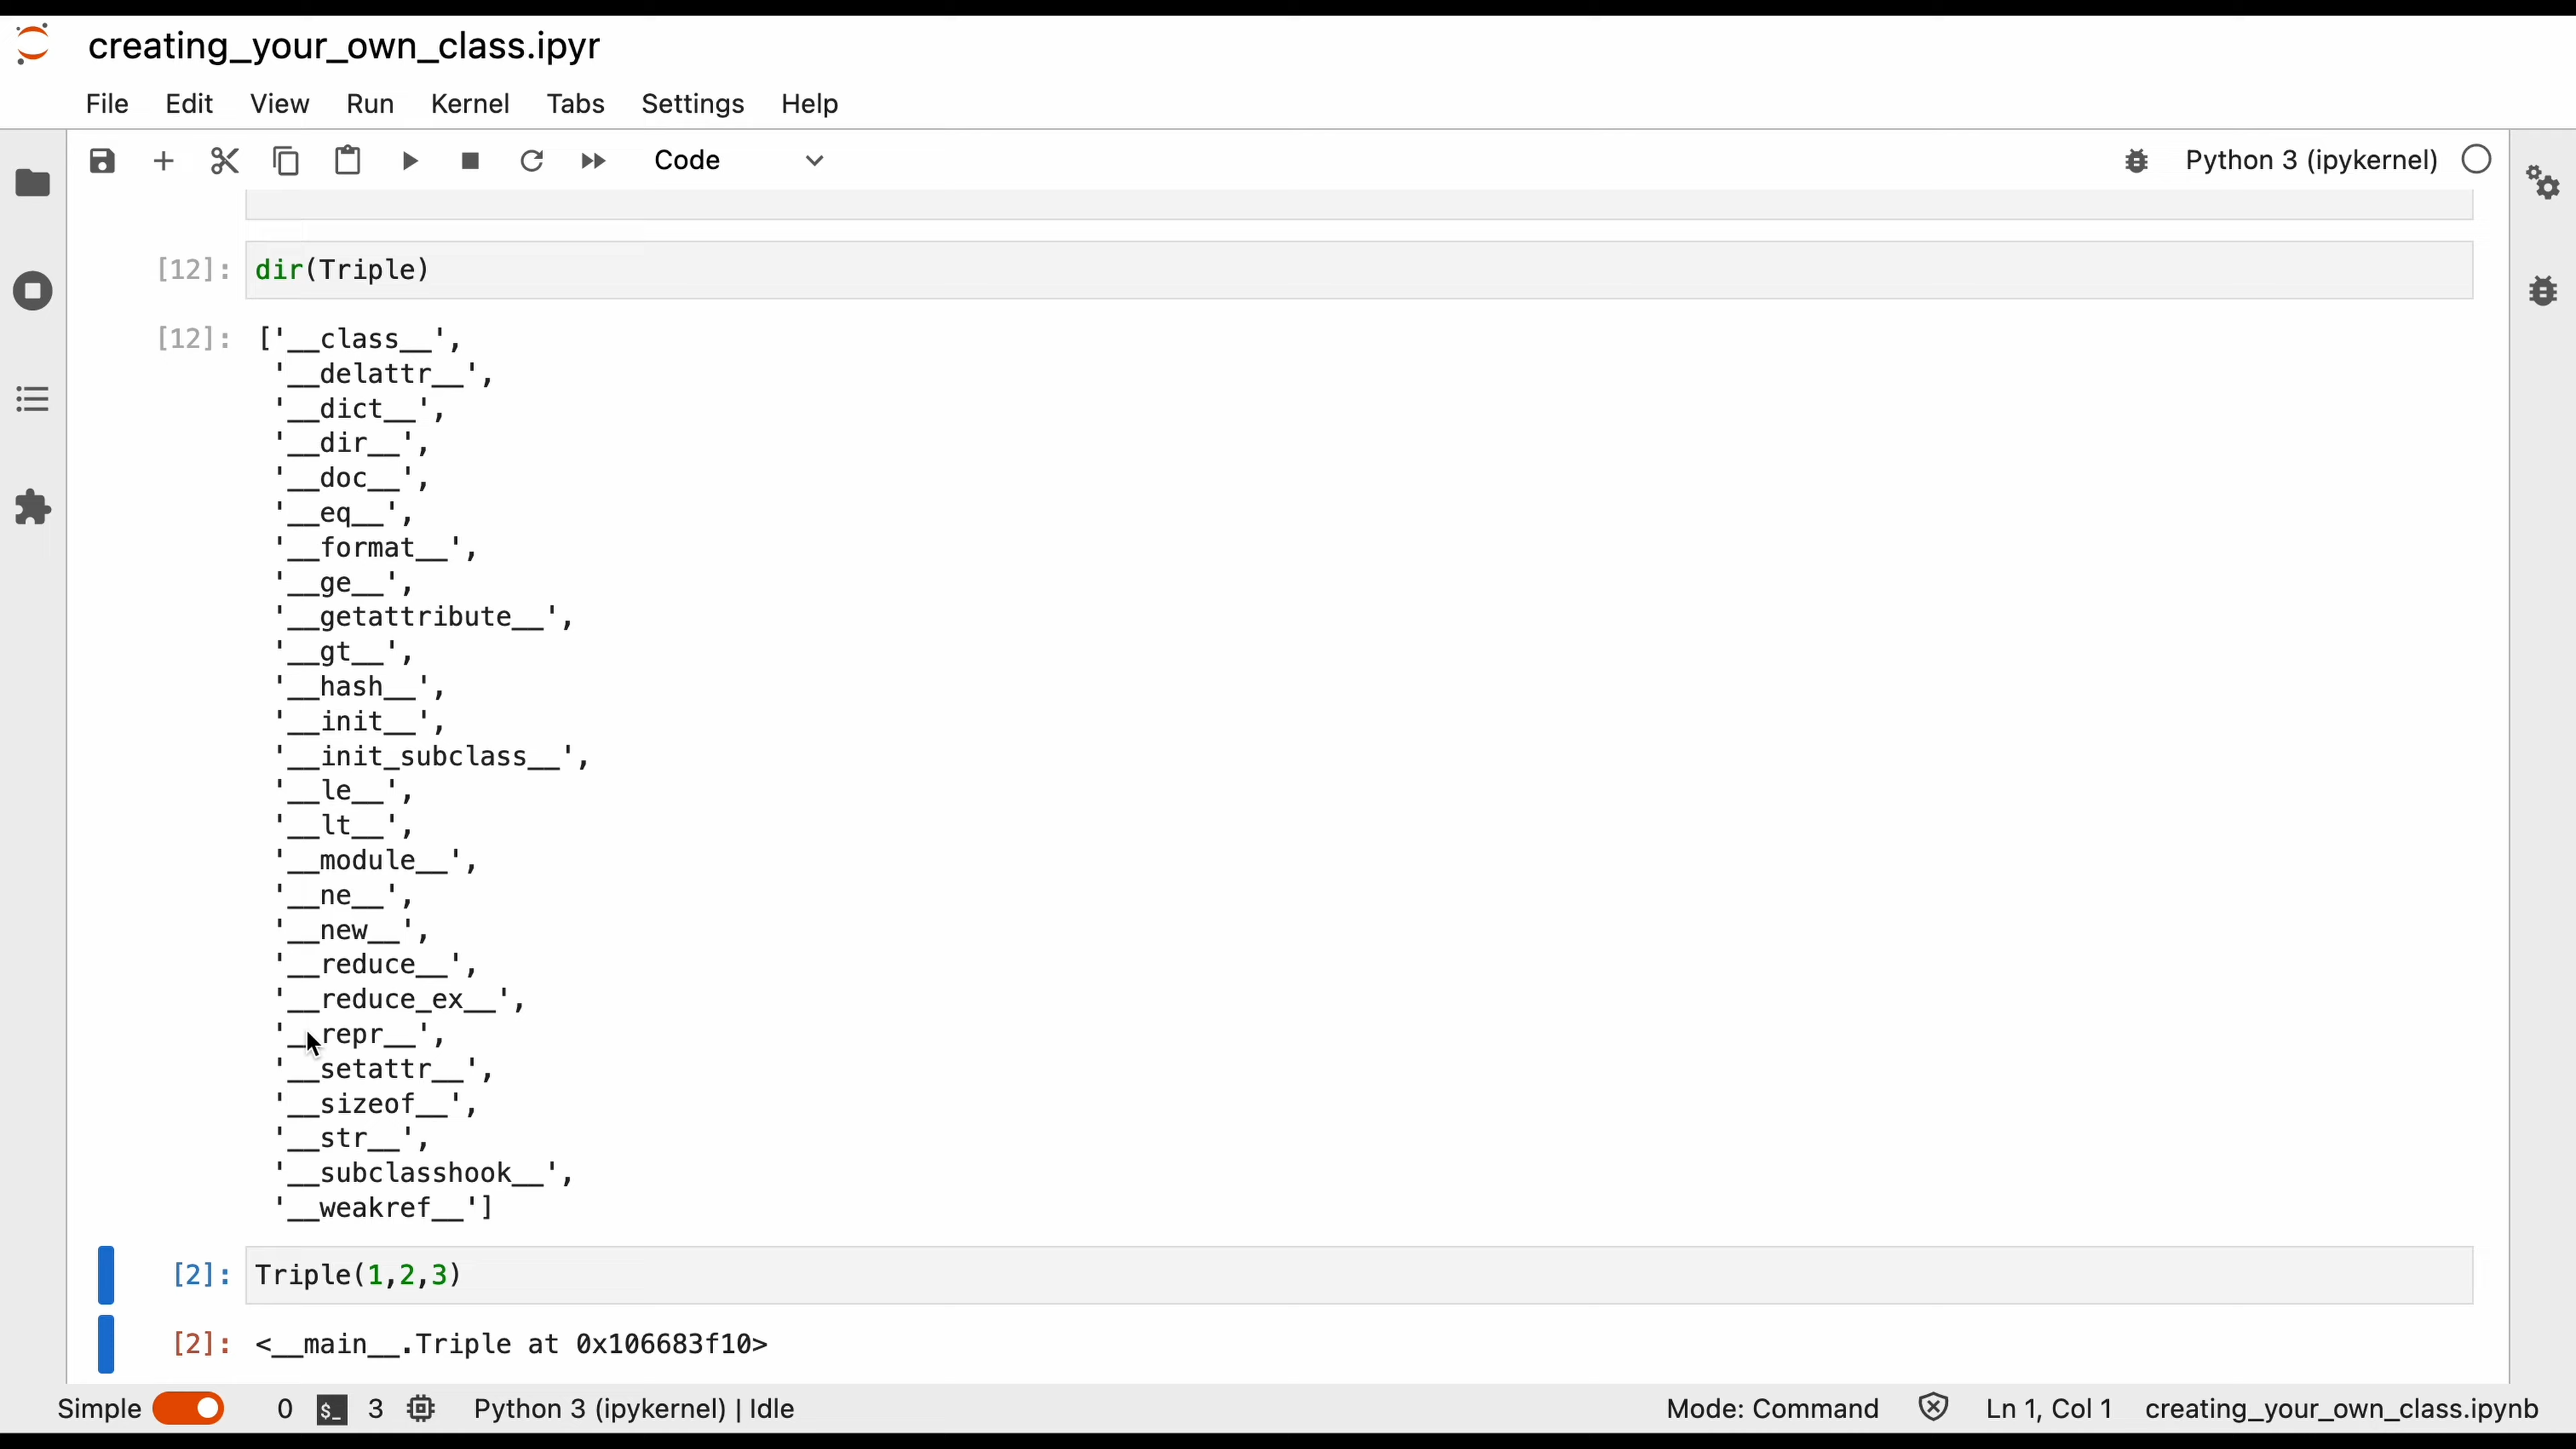 creating_your_own_class.ipyr
File Edit View Run Kernel Tabs Settings Help
Code Python 3 (ipykernel)
[12]: dir(Triple)
[12]: ['__class__',
'__delattr__',
'__dict__',
'__dir__',
'__doc__',
'__eq__',
'__format__',
'__ge__',
'__getattribute__',
'__gt__',
'__hash__',
'__init__',
'__init_subclass__',
'__le__',
'__lt__',
'__module__',
'__ne__',
'__new__',
'__reduce__',
'__reduce_ex__',
'__repr__',
'__setattr__',
'__sizeof__',
'__str__',
'__subclasshook__',
'__weakref__']
[2]: Triple(1,2,3)
[2]: <__main__.Triple at 0x106683f10>
Simple 0 $_ 3 Python 3 (ipykernel) | Idle Mode: Command Ln 1, Col 1 creating_your_own_class.ipynb